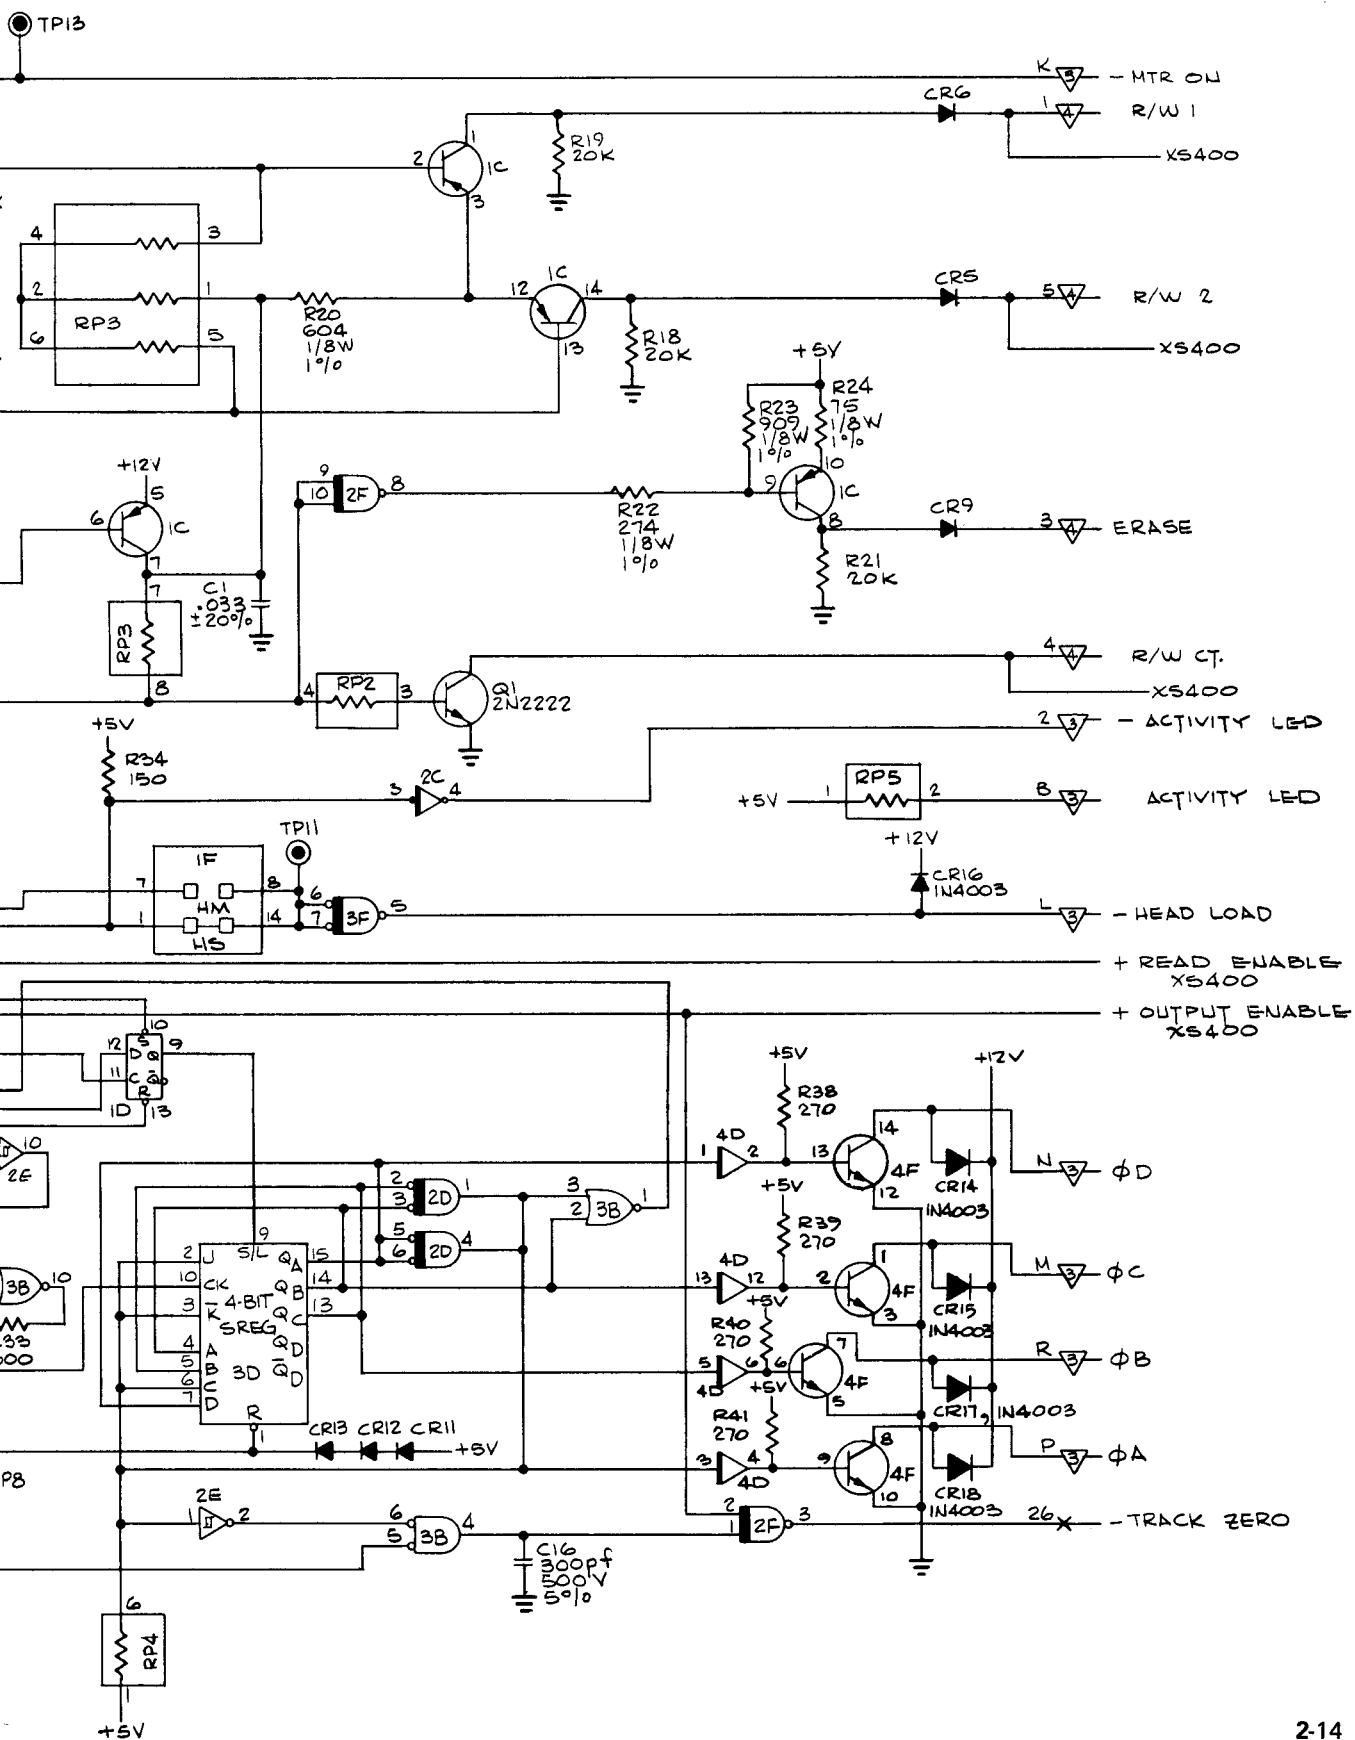 TP13
K 3 - MTR ON
CR6
1 4 R/W 1
XS400
R19
20K
2 1 3 1C
4 3
2 1
6 5
RP3
R20
604
1/8W
1%
1C
12 14
13
R18
20K
CR5
5 4 R/W 2
XS400
+5V
R23
909
1/8W
1%
R24
75
1/8W
1%
+12V
5
6 1C
7
7
RP3
8
C1
.033
±20%
9
10 2F 8
R22
274
1/8W
1%
10
9 1C
8
R21
20K
CR9
3 4 ERASE
4 RP2 3
Q1
2N2222
4 4 R/W CT.
XS400
2 3 - ACTIVITY LED
+5V
R34
150
3 2C 4
+5V 1 RP5 2 B 3 ACTIVITY LED
+12V
CR16
1N4003
TP11
1F
7 8
HM
1 14
HS
6
7 3F 5
L 3 - HEAD LOAD
+ READ ENABLE
XS400
+ OUTPUT ENABLE
XS400
10
12 D S Q 9
11 C Q̅
R
1D 13
10
2E
3B 10
9
2 J S/L QA 15
10 CK QB 14
3 K̅ 4-BIT QC 13
SREG QD
4 A
5 B 3D Q̅D
6 C
7 D
R
1
2
3 2D 1
5
6 2D 4
3
2 3B 1
+5V
R38
270
4D
1 2
13 14
4F
12
CR14
1N4003
+12V
N 3 ϕD
+5V
R39
270
4D
13 12
2 1
4F
3
CR15
1N4003
M 3 ϕC
+5V
R40
270
5 4D 6
6 7
4F
5
CR17, 1N4003
R 3 ϕB
+5V
R41
270
3 4D 4
9 8
4F
10
CR18
1N4003
P 3 ϕA
CR13 CR12 CR11
+5V
P8
2E
1 2
6
5 3B 4
C16
300pf
500V
5%
2
1 2F 3
26 - TRACK ZERO
6
RP4
1
+5V
2-14